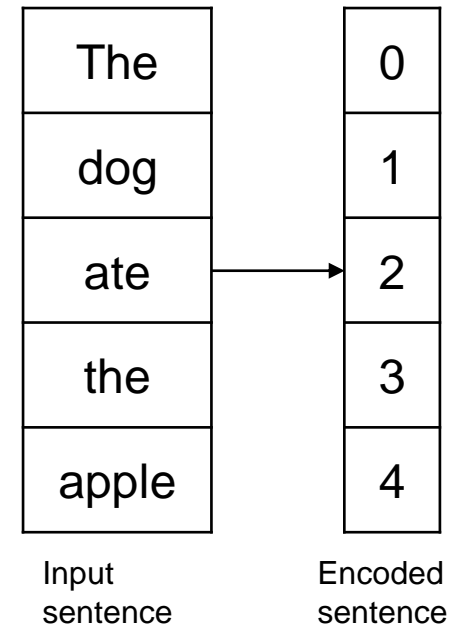 The 0
dog 1
ate 2
the 3
apple 4
Input Encoded
sentence sentence